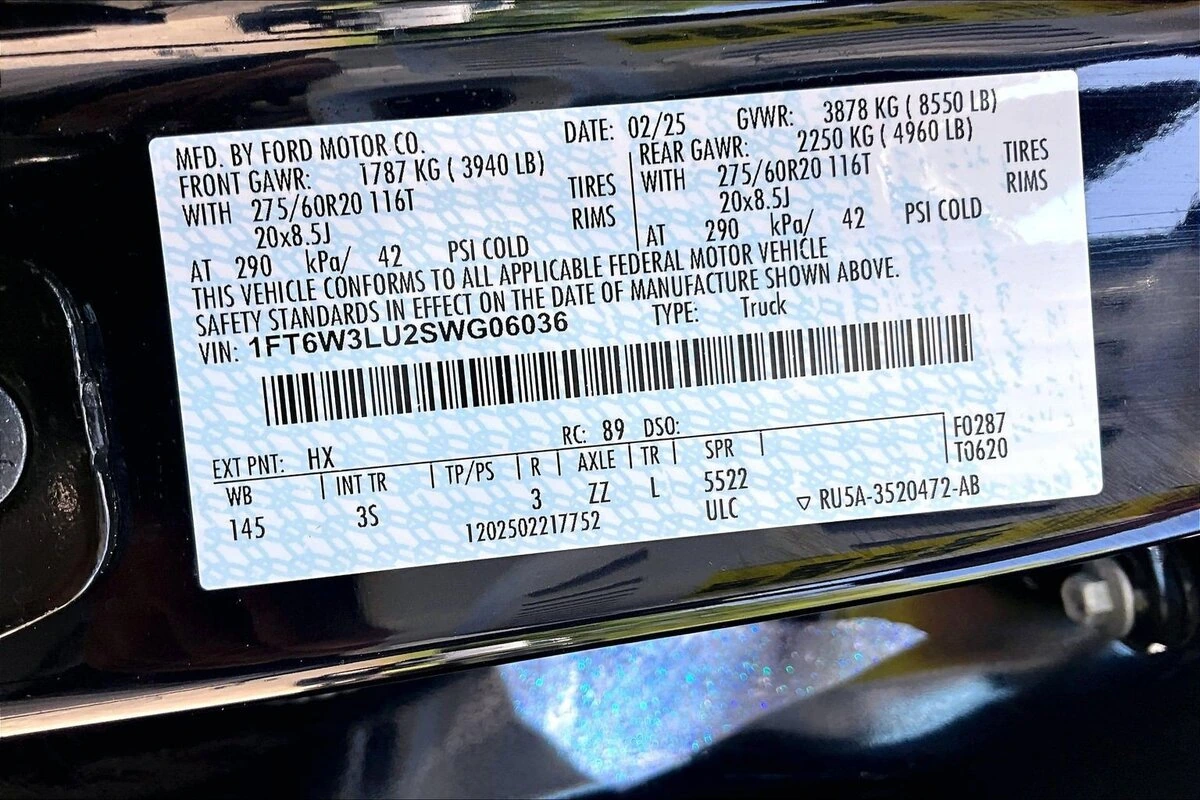 MFD. BY FORD MOTOR CO. DATE: 02/25 GVWR: 3878 KG ( 8550 LB)
FRONT GAWR: 1787 KG ( 3940 LB) REAR GAWR: 2250 KG ( 4960 LB)
WITH 275/60R20 116T TIRES WITH 275/60R20 116T TIRES
20x8.5J RIMS 20x8.5J RIMS
AT 290 kPa/ 42 PSI COLD AT 290 kPa/ 42 PSI COLD
THIS VEHICLE CONFORMS TO ALL APPLICABLE FEDERAL MOTOR VEHICLE
SAFETY STANDARDS IN EFFECT ON THE DATE OF MANUFACTURE SHOWN ABOVE.
VIN: 1FT6W3LU2SWG06036 TYPE: Truck
EXT PNT: HX RC: 89 DSO: F0287
WB INT TR TP/PS R AXLE TR SPR T0620
145 3S 3 ZZ L 5522
1202502217752 ULC ▽ RU5A-3520472-AB